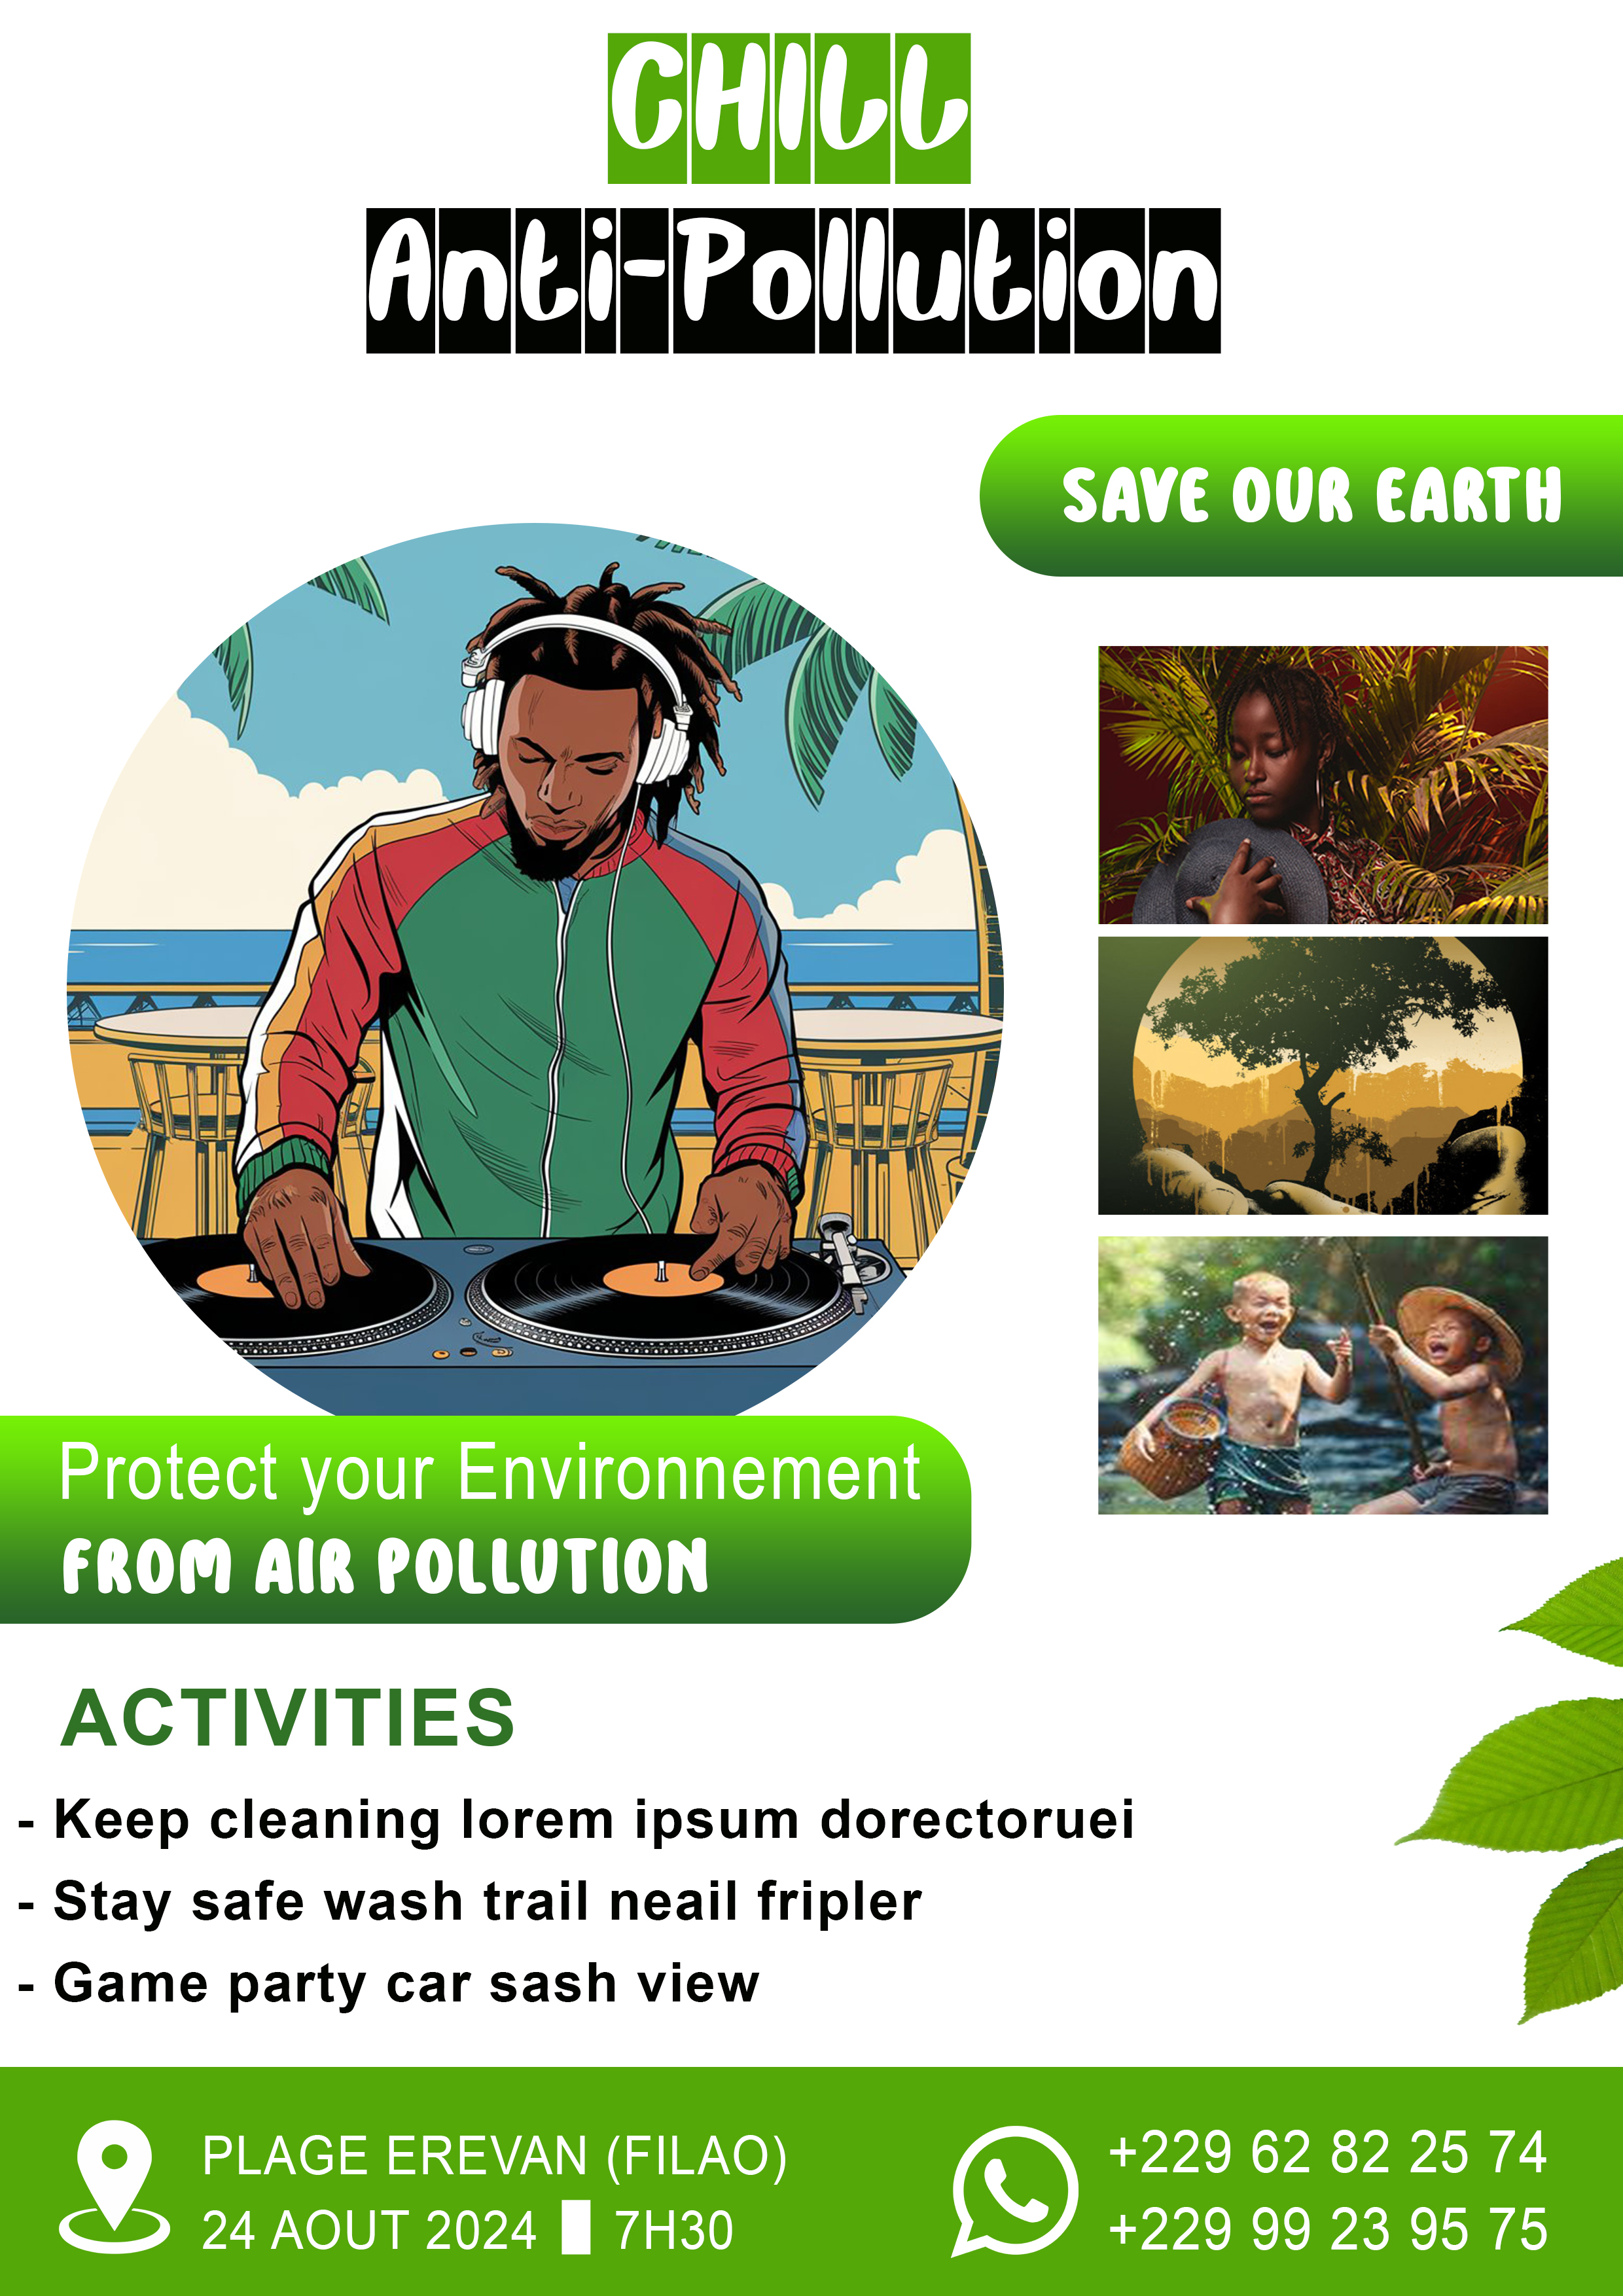 CHILL
Anti-Pollution
SAVE OUR EARTH
Protect your Environnement
FROM AIR POLLUTION
ACTIVITIES
- Keep cleaning lorem ipsum dorectoruei
- Stay safe wash trail neail fripler
- Game party car sash view
PLAGE EREVAN (FILAO)
24 AOUT 2024 7H30
+229 62 82 25 74
+229 99 23 95 75